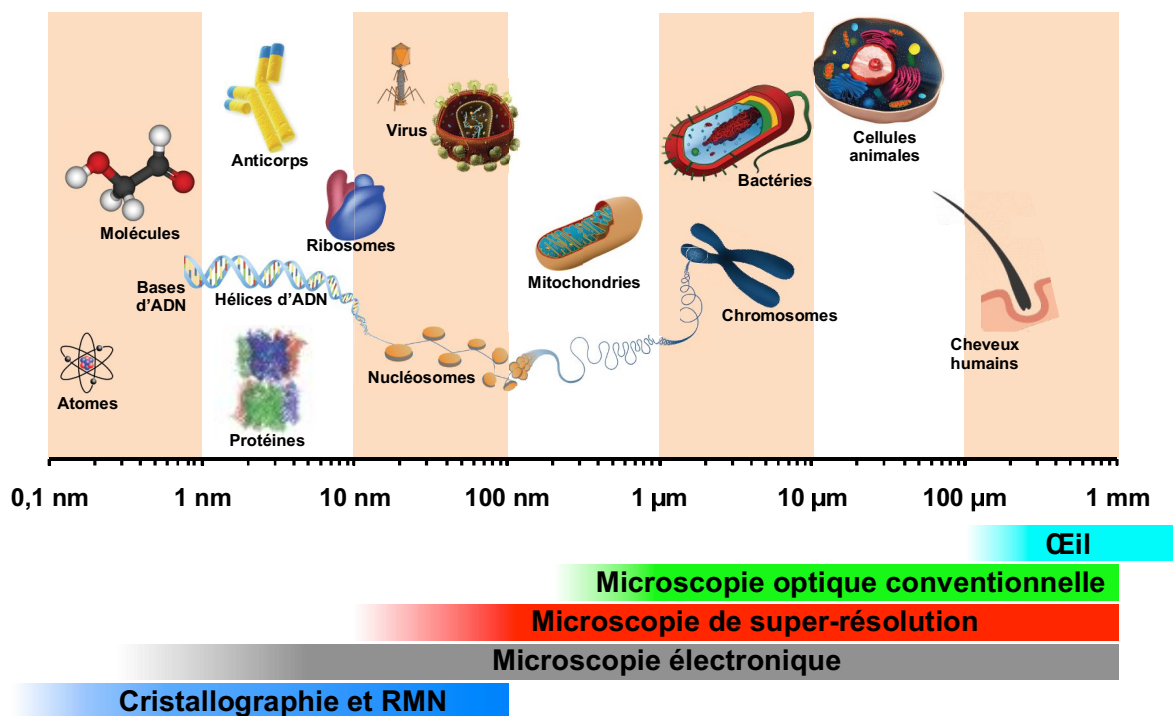 Virus
Anticorps
Cellules
animales
Bactéries
Molécules
Ribosomes
Mitochondries
Bases
d'ADN
Hélices d'ADN
Chromosomes
Cheveux
humains
Nucléosomes
Atomes
Protéines
0,1 nm 1 nm 10 nm 100 nm 1 µm 10 µm 100 µm 1 mm
Œil
Microscopie optique conventionnelle
Microscopie de super-résolution
Microscopie électronique
Cristallographie et RMN